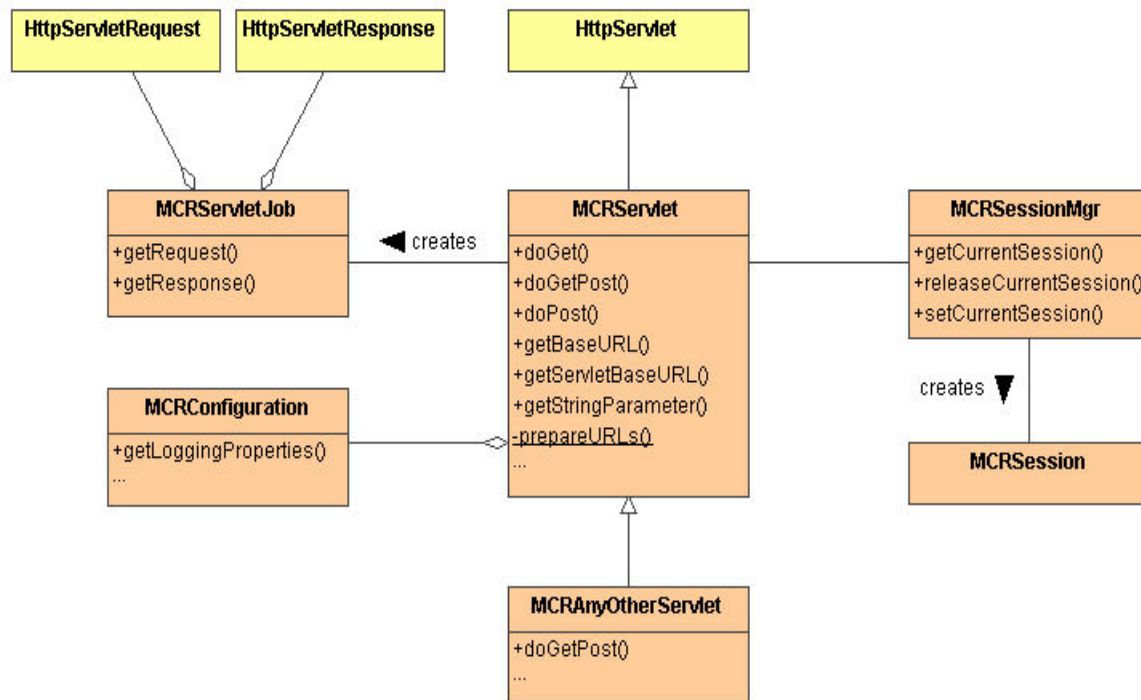 HttpServletRequest
HttpServletResponse
HttpServlet
MCRServletJob
+getRequest()
+getResponse()
creates
MCRServlet
+doGet()
+doGetPost()
+doPost()
+getBaseURL()
+getServletBaseURL()
+getStringParameter()
-prepareURLs()
...
MCRSessionMgr
+getCurrentSession()
+releaseCurrentSession()
+setCurrentSession()
creates
MCRConfiguration
+getLoggingProperties()
...
MCRSession
MCRAnyOtherServlet
+doGetPost()
...